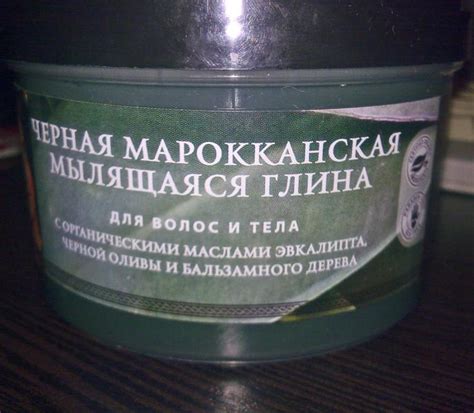 ЧЕРНАЯ МАРОККАНСКАЯ
МЫЛЯЩАЯСЯ ГЛИНА
ДЛЯ ВОЛОС И ТЕЛА
С ОРГАНИЧЕСКИМИ МАСЛАМИ ЭВКАЛИПТА,
ЧЕРНОЙ ОЛИВЫ И БАЛЬЗАМНОГО ДЕРЕВА